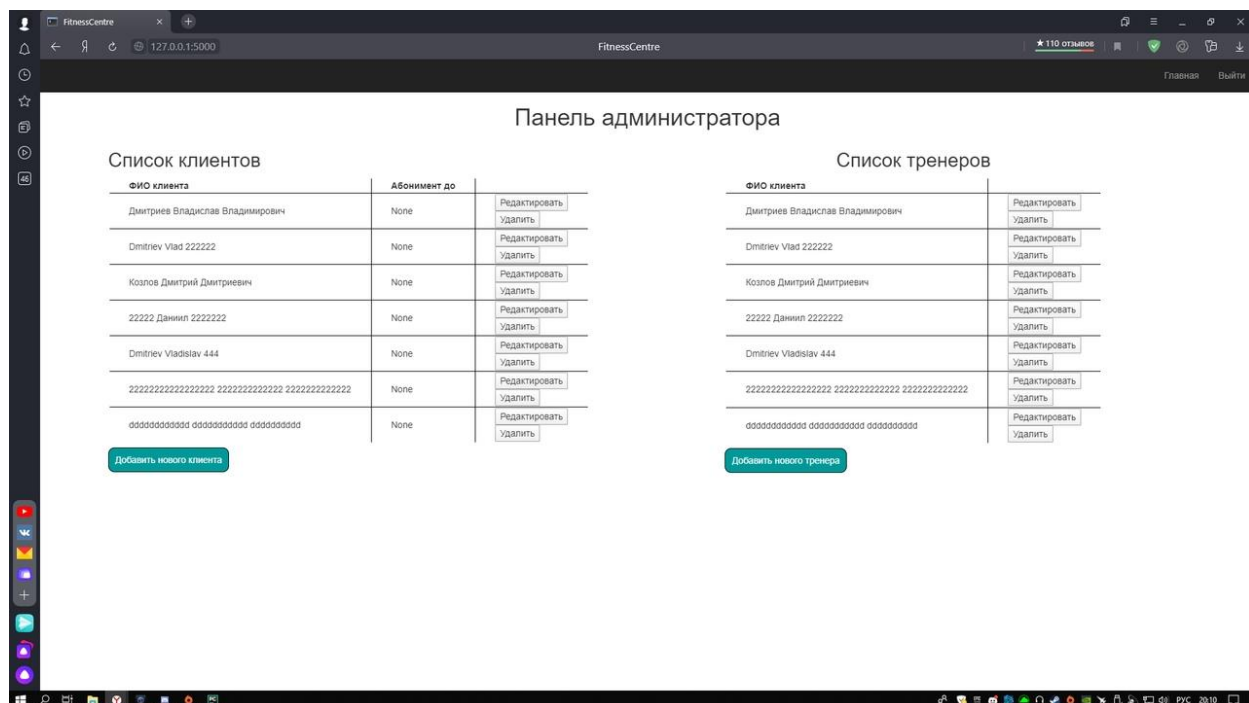 FitnessCentre
127.0.0.1:5000
FitnessCentre
★ 110 отзывов
Главная Выйти
46
Панель администратора
Список клиентов
ФИО клиента Абонимент до
Дмитриев Владислав Владимирович None Редактировать
Удалить
Dmitriev Vlad 222222 None Редактировать
Удалить
Козлов Дмитрий Дмитриевич None Редактировать
Удалить
22222 Даниил 2222222 None Редактировать
Удалить
Dmitriev Vladislav 444 None Редактировать
Удалить
22222222222222222 2222222222222 2222222222222 None Редактировать
Удалить
dddddddddddd ddddddddddd dddddddddd None Редактировать
Удалить
Добавить нового клиента
Список тренеров
ФИО клиента
Дмитриев Владислав Владимирович Редактировать
Удалить
Dmitriev Vlad 222222 Редактировать
Удалить
Козлов Дмитрий Дмитриевич Редактировать
Удалить
22222 Даниил 2222222 Редактировать
Удалить
Dmitriev Vladislav 444 Редактировать
Удалить
22222222222222222 2222222222222 2222222222222 Редактировать
Удалить
dddddddddddd ddddddddddd dddddddddd Редактировать
Удалить
Добавить нового тренера
РУС 20:10